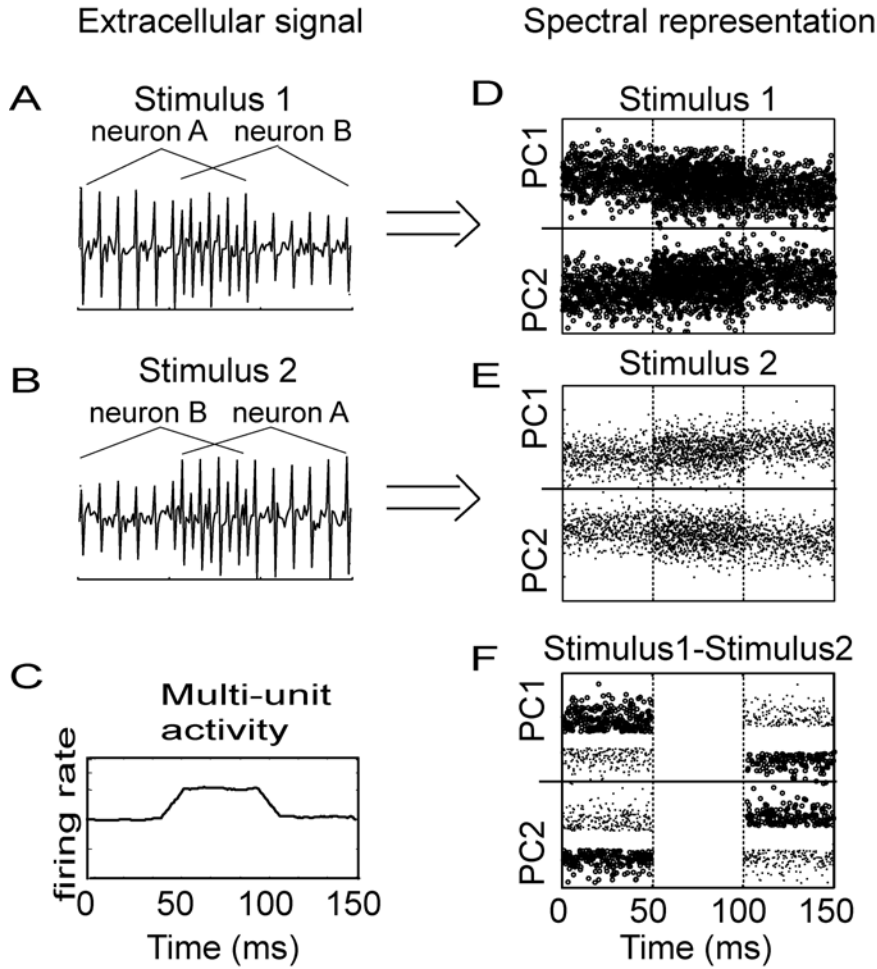 Extracellular signal
Spectral representation
A
Stimulus 1
neuron A neuron B
B
Stimulus 2
neuron B neuron A
C
Multi-unit
activity
firing rate
0 50 100 150
Time (ms)
D
Stimulus 1
PC1
PC2
E
Stimulus 2
PC1
PC2
F
Stimulus1-Stimulus2
PC1
PC2
0 50 100 150
Time (ms)